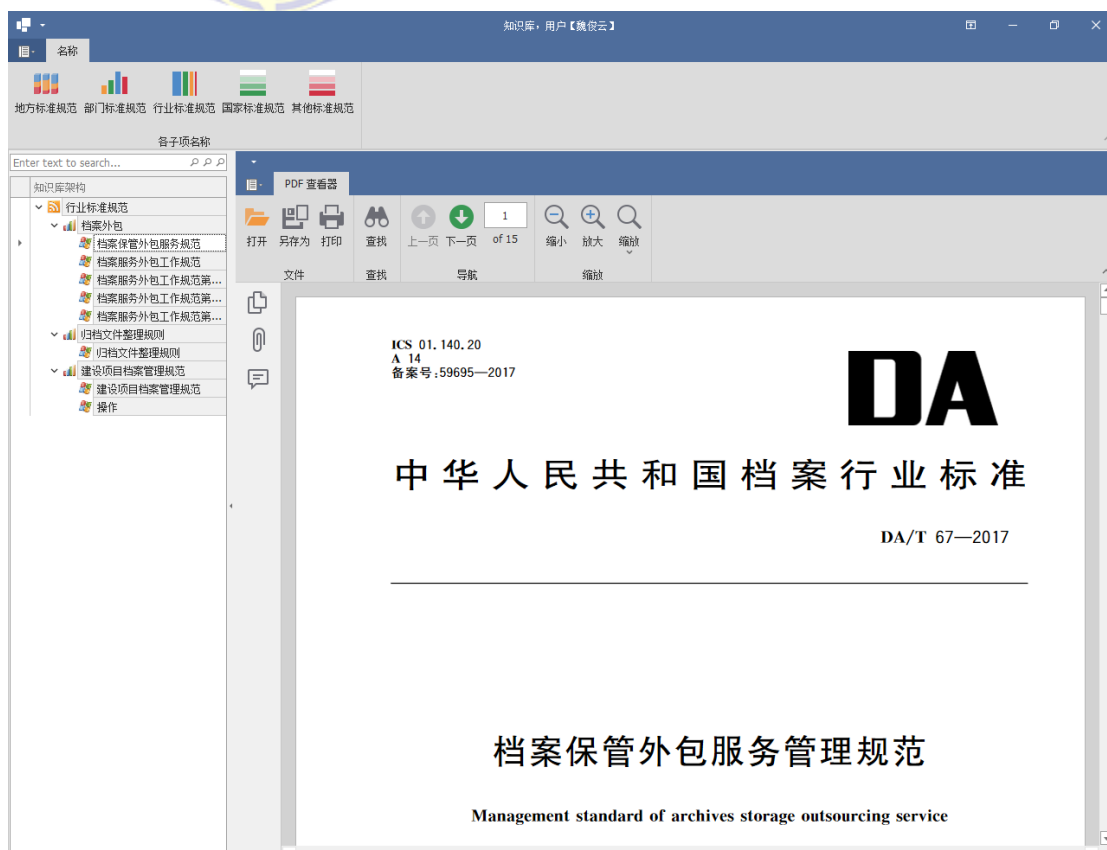 知识库，用户【魏俊云】
名称
地方标准规范 部门标准规范 行业标准规范 国家标准规范 其他标准规范
各子项名称
Enter text to search...
知识库架构
行业标准规范
档案外包
档案保管外包服务规范
档案服务外包工作规范
档案服务外包工作规范第...
档案服务外包工作规范第...
档案服务外包工作规范第...
归档文件整理规则
归档文件整理规则
建设项目档案管理规范
建设项目档案管理规范
操作
PDF 查看器
打开 另存为 打印 查找 上一页 下一页 1 of 15 缩小 放大 缩放
文件 查找 导航 缩放
ICS 01.140.20
A 14
备案号:59695—2017
DA
中华人民共和国档案行业标准
DA/T 67—2017
档案保管外包服务管理规范
Management standard of archives storage outsourcing service